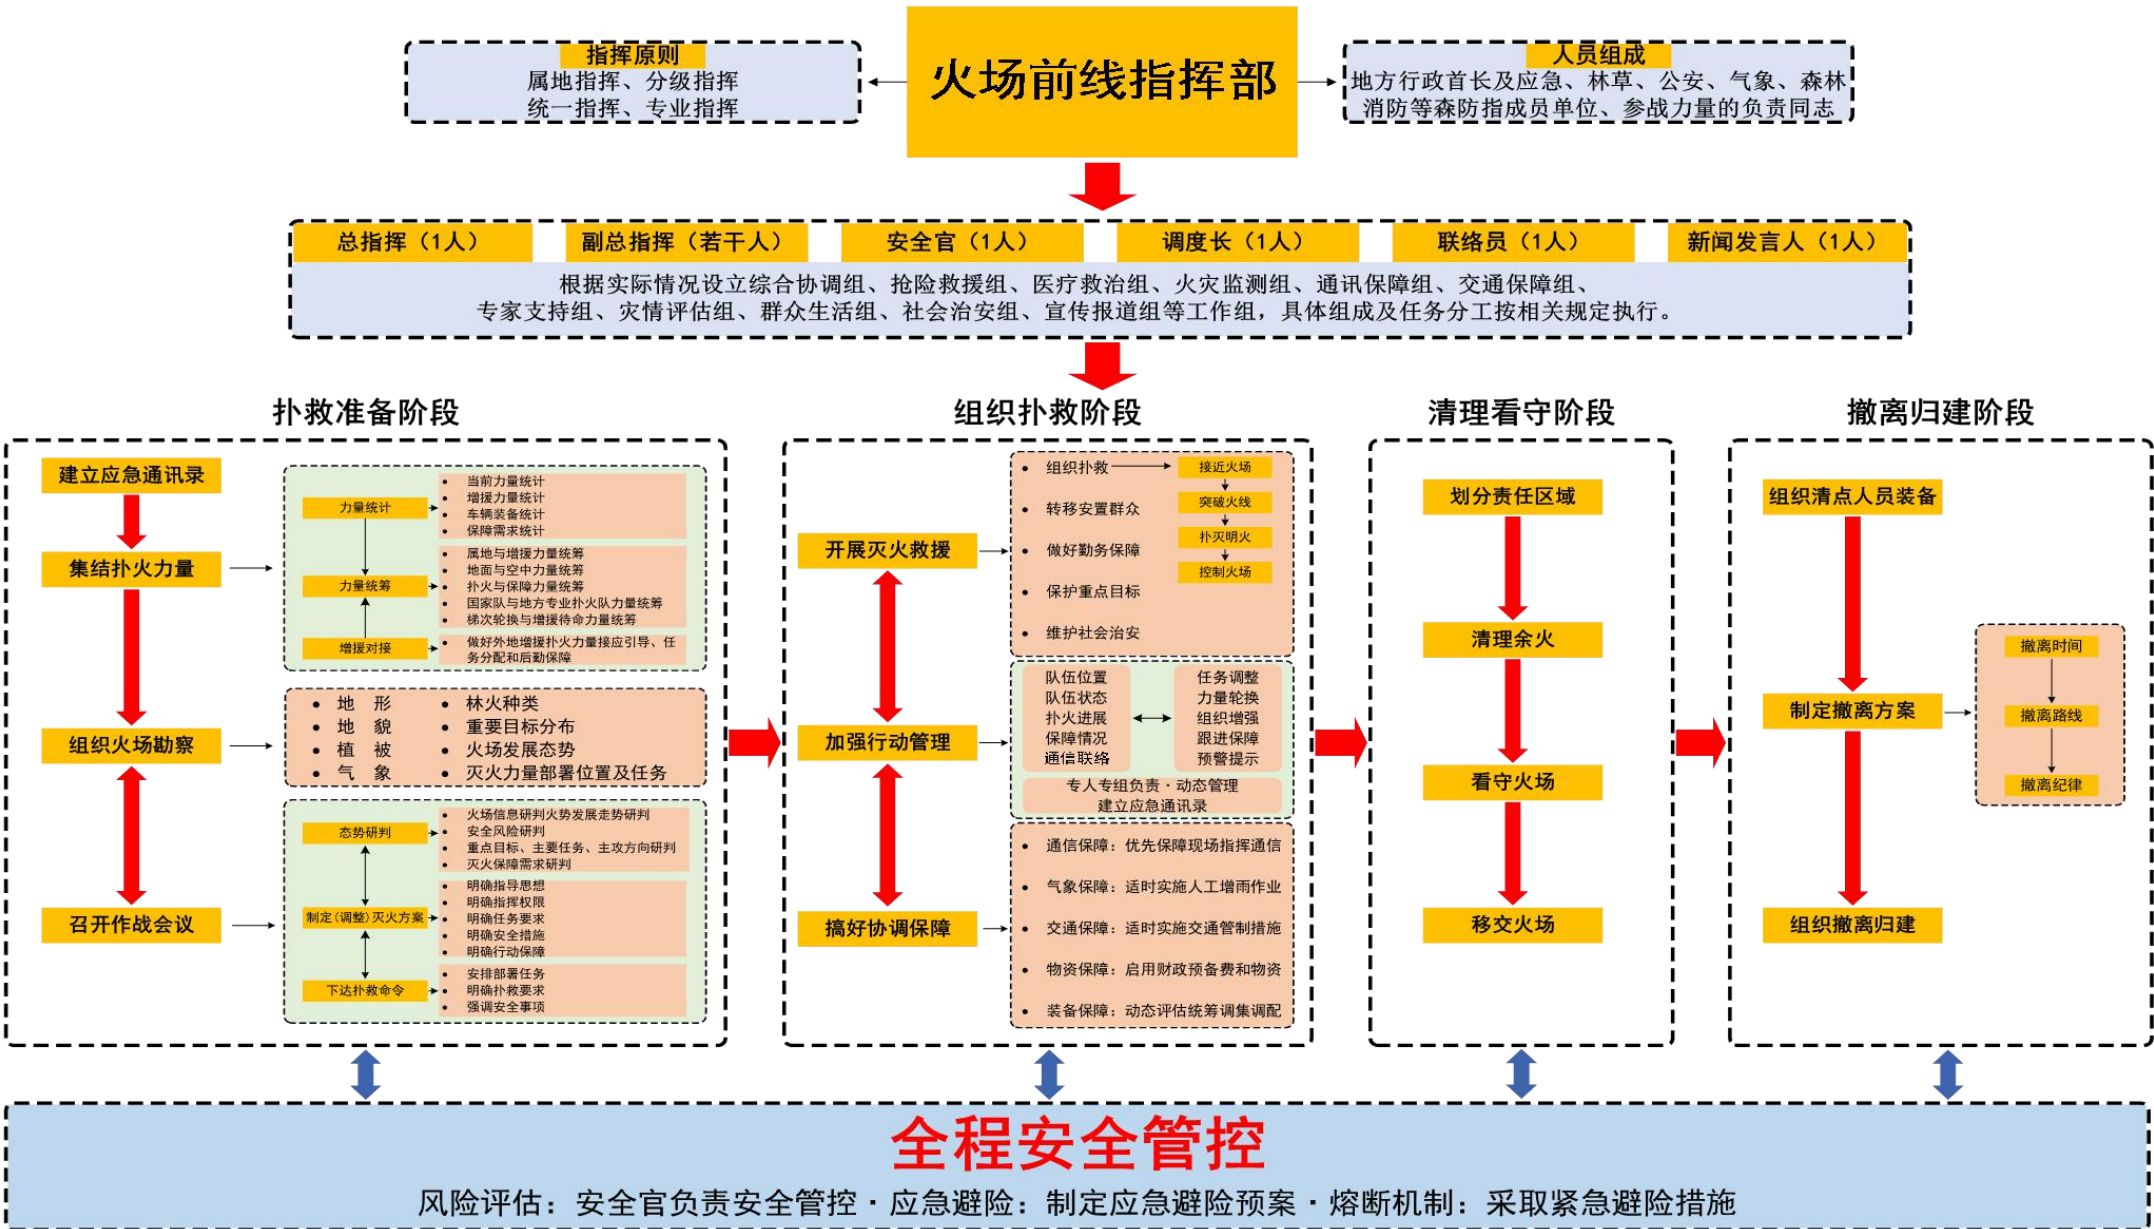 火场前线指挥部
指挥原则
属地指挥、分级指挥
统一指挥、专业指挥
人员组成
地方行政首长及应急、林草、公安、气象、森林
消防等森防指成员单位、参战力量的负责同志
总指挥（1人）
副总指挥（若干人）
安全官（1人）
调度长（1人）
联络员（1人）
新闻发言人（1人）
根据实际情况设立综合协调组、抢险救援组、医疗救治组、火灾监测组、通讯保障组、交通保障组、
专家支持组、灾情评估组、群众生活组、社会治安组、宣传报道组等工作组，具体组成及任务分工按相关规定执行。
扑救准备阶段
建立应急通讯录
集结扑火力量
力量统计
• 当前力量统计
• 增援力量统计
• 车辆装备统计
• 保障需求统计
力量统筹
• 属地与增援力量统筹
• 地面与空中力量统筹
• 扑火与保障力量统筹
• 国家队与地方专业扑火队力量统筹
• 梯次轮换与增援待命力量统筹
增援对接
• 做好外地增援扑火力量接应引导、任
务分配和后勤保障
组织火场勘察
• 地 形
• 地 貌
• 植 被
• 气 象
• 林火种类
• 重要目标分布
• 火场发展态势
• 灭火力量部署位置及任务
召开作战会议
态势研判
• 火场信息研判火势发展走势研判
• 安全风险研判
• 重点目标、主要任务、主攻方向研判
• 灭火保障需求研判
制定(调整)灭火方案
• 明确指导思想
• 明确指挥权限
• 明确任务要求
• 明确安全措施
• 明确行动保障
下达扑救命令
• 安排部署任务
• 明确扑救要求
• 强调安全事项
组织扑救阶段
开展灭火救援
• 组织扑救
• 转移安置群众
• 做好勤务保障
• 保护重点目标
• 维护社会治安
接近火场
突破火线
扑灭明火
控制火场
加强行动管理
队伍位置
队伍状态
扑火进展
保障情况
通信联络
任务调整
力量轮换
组织增强
跟进保障
预警提示
专人专组负责·动态管理
建立应急通讯录
搞好协调保障
• 通信保障：优先保障现场指挥通信
• 气象保障：适时实施人工增雨作业
• 交通保障：适时实施交通管制措施
• 物资保障：启用财政预备费和物资
• 装备保障：动态评估统筹调集调配
清理看守阶段
划分责任区域
清理余火
看守火场
移交火场
撤离归建阶段
组织清点人员装备
制定撤离方案
撤离时间
撤离路线
撤离纪律
组织撤离归建
全程安全管控
风险评估：安全官负责安全管控·应急避险：制定应急避险预案·熔断机制：采取紧急避险措施